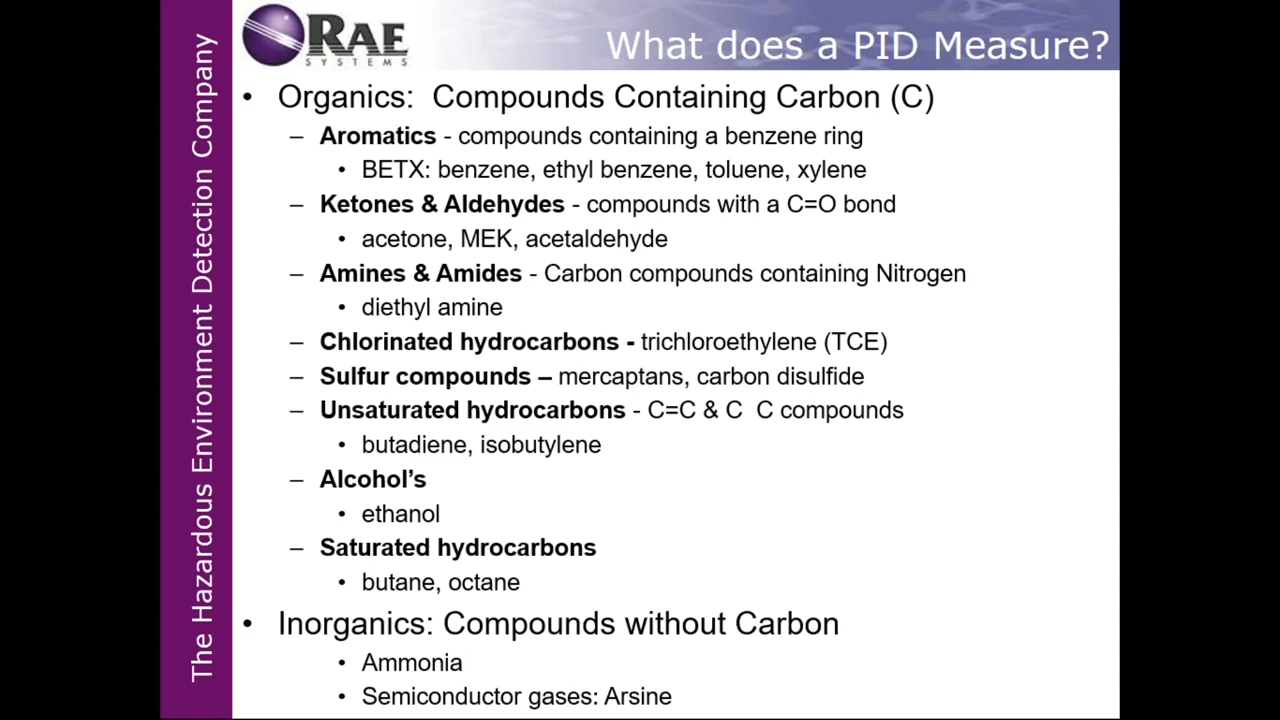 The Hazardous Environment Detection Company
RAE
SYSTEMS
What does a PID Measure?
• Organics: Compounds Containing Carbon (C)
– Aromatics - compounds containing a benzene ring
• BETX: benzene, ethyl benzene, toluene, xylene
– Ketones & Aldehydes - compounds with a C=O bond
• acetone, MEK, acetaldehyde
– Amines & Amides - Carbon compounds containing Nitrogen
• diethyl amine
– Chlorinated hydrocarbons - trichloroethylene (TCE)
– Sulfur compounds – mercaptans, carbon disulfide
– Unsaturated hydrocarbons - C=C & C  C compounds
• butadiene, isobutylene
– Alcohol’s
• ethanol
– Saturated hydrocarbons
• butane, octane
• Inorganics: Compounds without Carbon
• Ammonia
• Semiconductor gases: Arsine